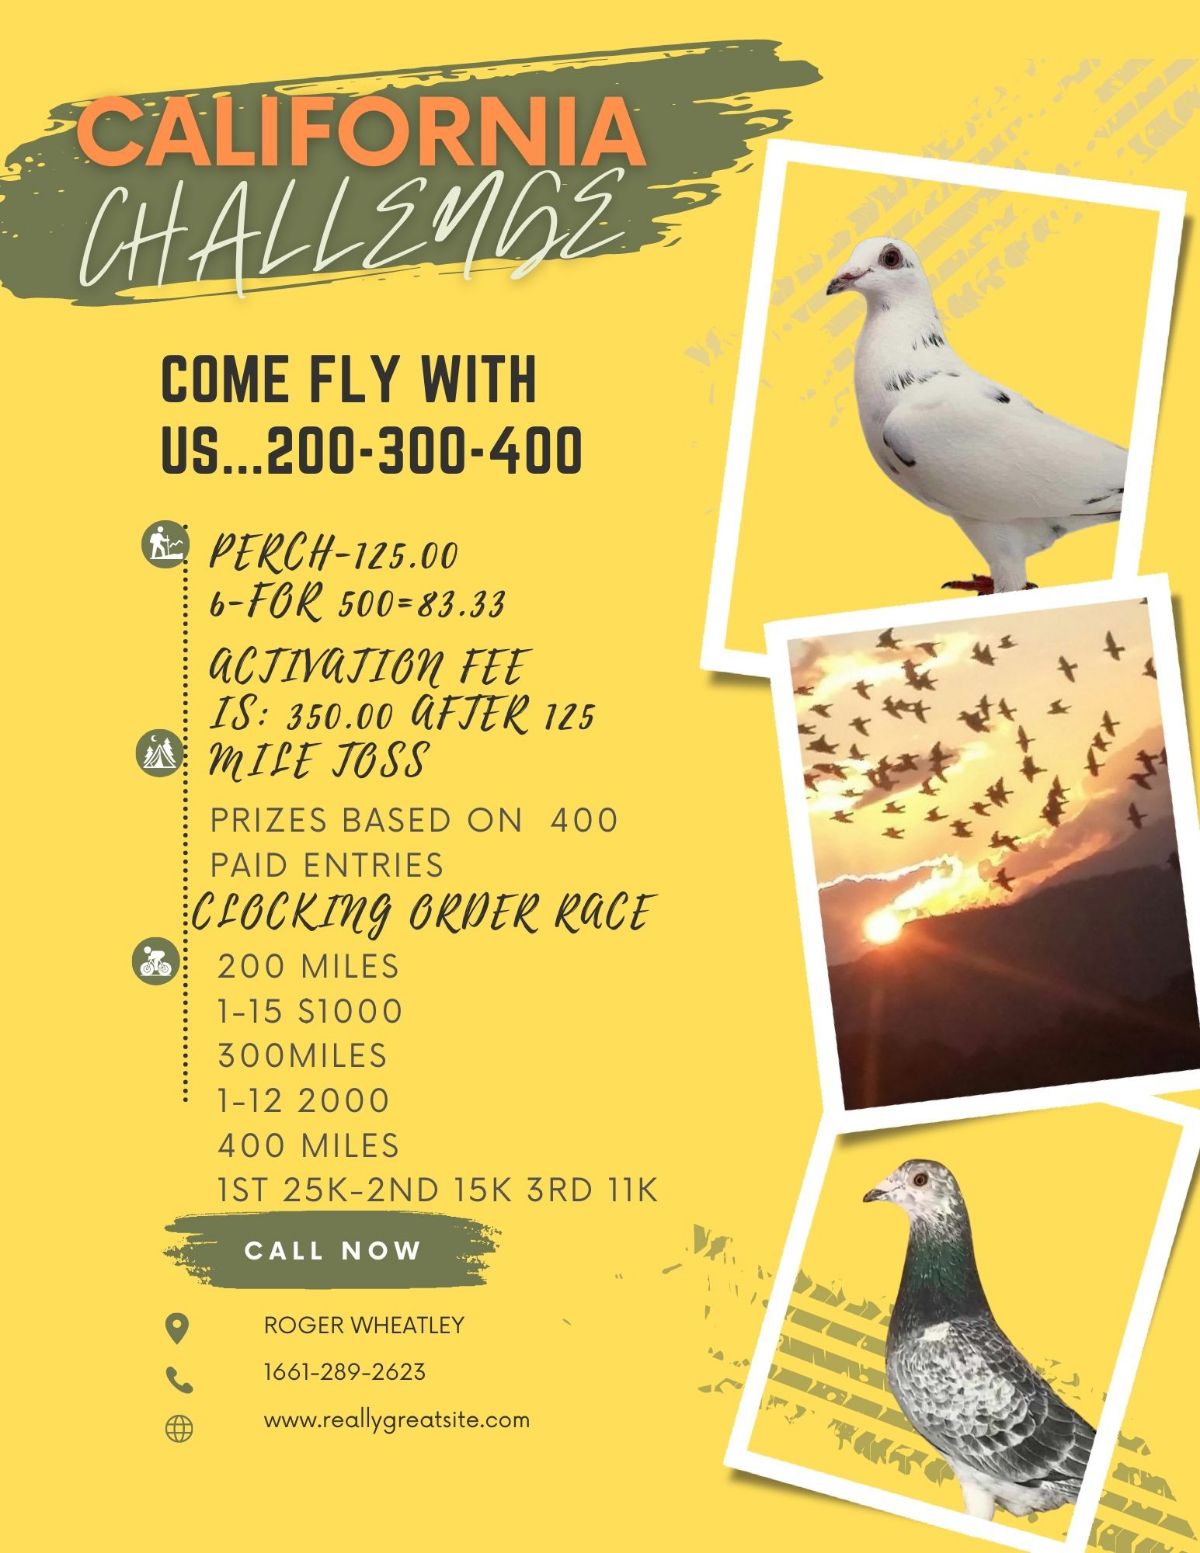 CALIFORNIA
CHALLENGE
COME FLY WITH
US...200-300-400
PERCH-125.00
6-FOR 500=83.33
ACTIVATION FEE
IS: 350.00 AFTER 125
MILE TOSS
PRIZES BASED ON 400
PAID ENTRIES
CLOCKING ORDER RACE
200 MILES
1-15 S1000
300MILES
1-12 2000
400 MILES
1ST 25K-2ND 15K 3RD 11K
CALL NOW
ROGER WHEATLEY
1661-289-2623
www.reallygreatsite.com